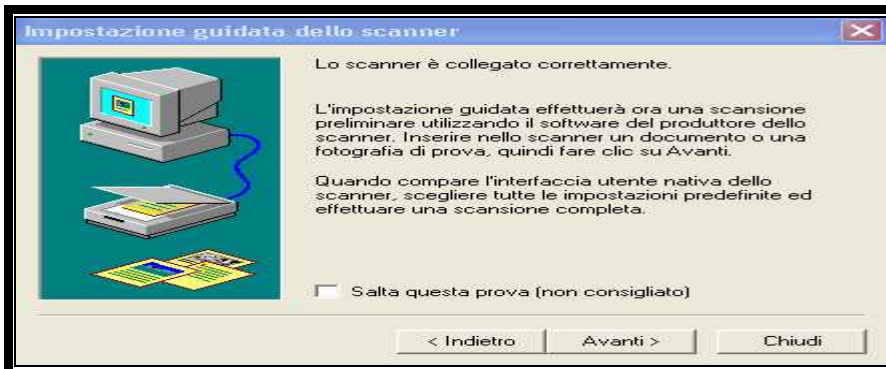 Impostazione guidata dello scanner
Lo scanner è collegato correttamente.
L'impostazione guidata effettuerà ora una scansione
preliminare utilizzando il software del produttore dello
scanner. Inserire nello scanner un documento o una
fotografia di prova, quindi fare clic su Avanti.
Quando compare l'interfaccia utente nativa dello
scanner, scegliere tutte le impostazioni predefinite ed
effettuare una scansione completa.
Salta questa prova (non consigliato)
< Indietro Avanti > Chiudi